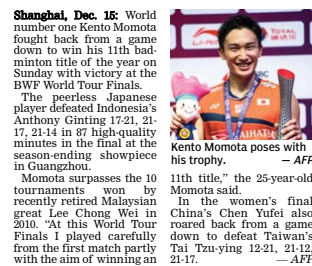 Shanghai, Dec. 15: World
number one Kento Momota
fought back from a game
down to win his 11th bad-
minton title of the year on
Sunday with victory at the
BWF World Tour Finals.
The peerless Japanese
player defeated Indonesia's
Anthony Ginting 17-21, 21-
17, 21-14 in 87 high-quality
minutes in the final at the
season-ending showpiece
in Guangzhou.
Momota surpasses the 10
tournaments won by
recently retired Malaysian
great Lee Chong Wei in
2010. “At this World Tour
Finals I played carefully
from the first match partly
with the aim of winning an
LI-NING
TOTAL
DAIHATSU
Kento Momota poses with
his trophy. — AFP
11th title,” the 25-year-old
Momota said.
In the women's final
China's Chen Yufei also
roared back from a game
down to defeat Taiwan's
Tai Tzu-ying 12-21, 21-12,
21-17. — AFP